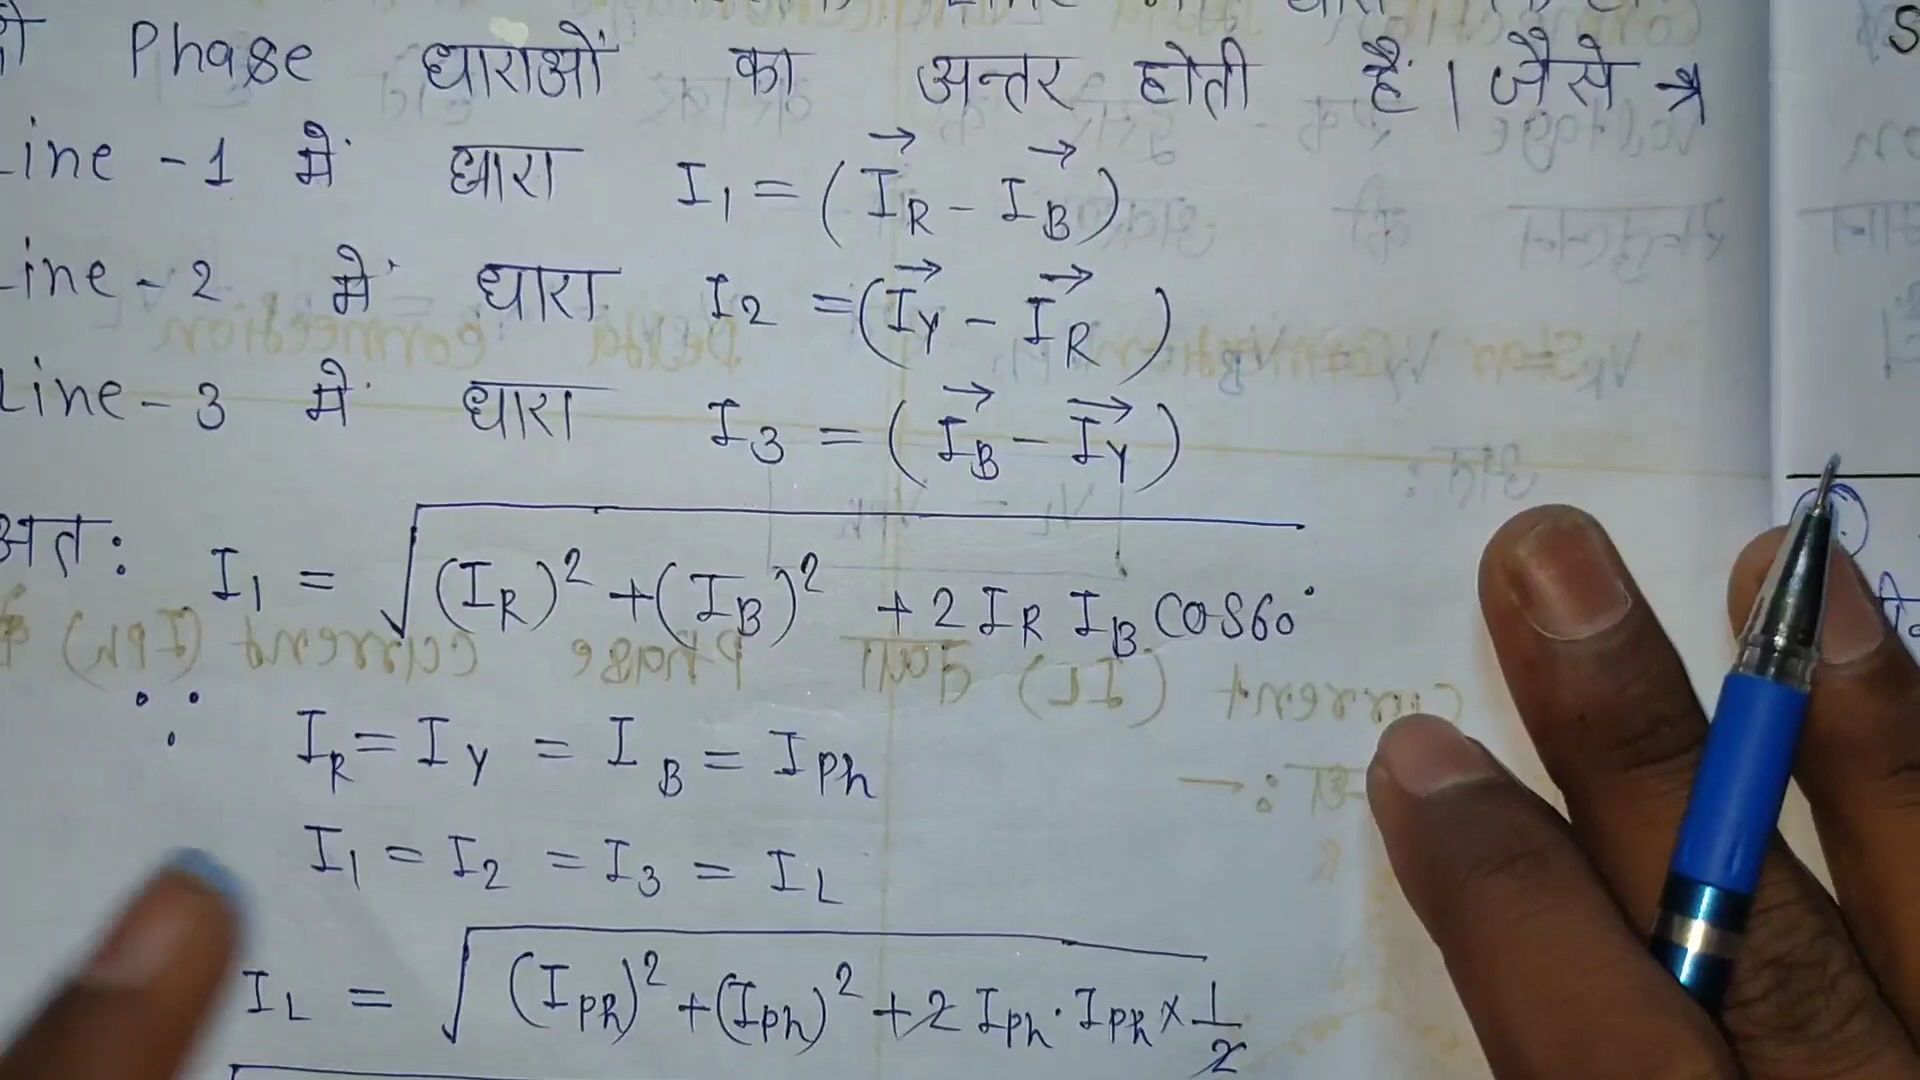 Phase धाराओं का अन्तर होती हैं। जैसे →
Line - 1 में धारा I₁ = (I⃗R - I⃗B)
Line - 2 में धारा I₂ = (I⃗Y - I⃗R)
Line - 3 में धारा I₃ = (I⃗B - I⃗Y)
अत: I₁ = √((IR)² + (IB)² + 2 IR IB COS60°)
∵ IR = IY = IB = IPh
I₁ = I₂ = I₃ = IL
IL = √((IPh)² + (IPh)² + 2 IPh · IPh × 1/2)